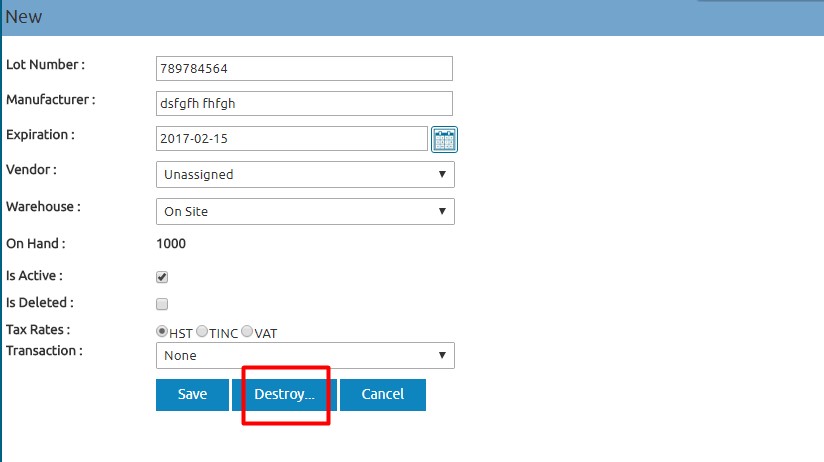 New
Lot Number : 789784564
Manufacturer : dsfgfh fhfgh
Expiration : 2017-02-15
Vendor : Unassigned
Warehouse : On Site
On Hand : 1000
Is Active :
Is Deleted :
Tax Rates : HST TINC VAT
Transaction : None
Save Destroy... Cancel